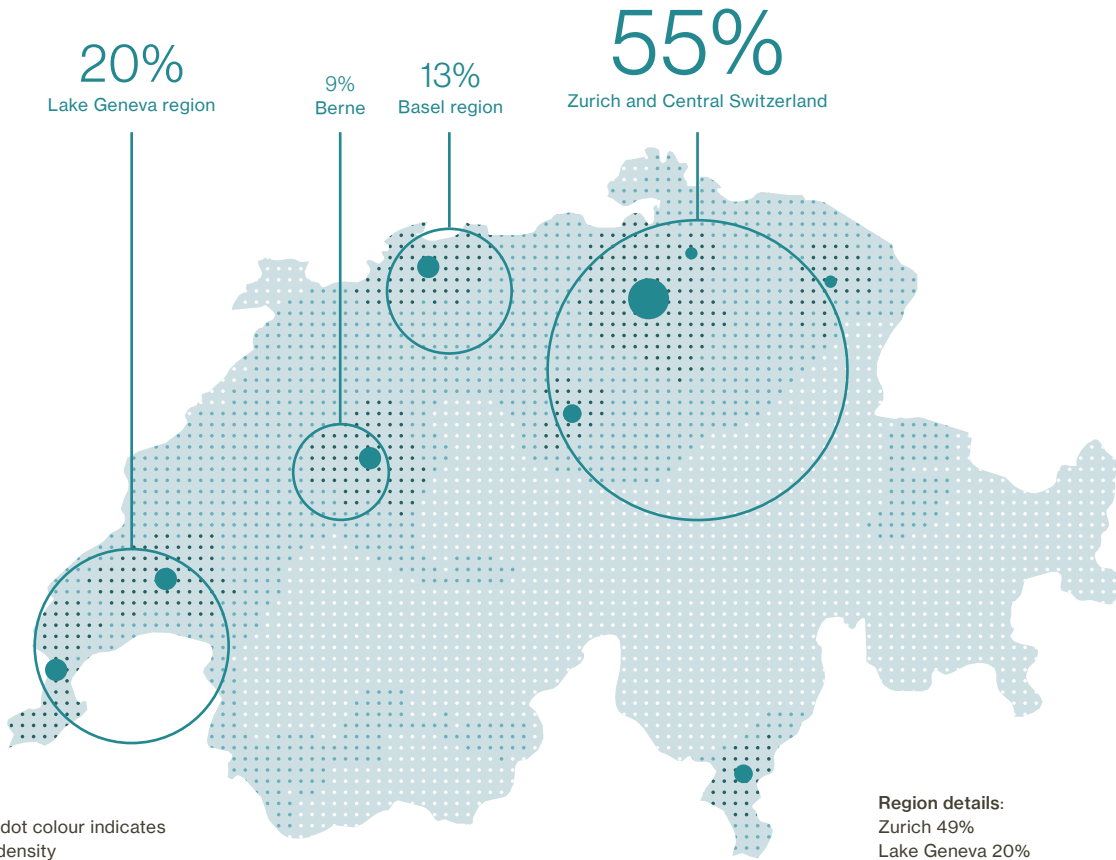 20%
Lake Geneva region
9%
Berne
13%
Basel region
55%
Zurich and Central Switzerland
dot colour indicates
density
Region details:
Zurich 49%
Lake Geneva 20%